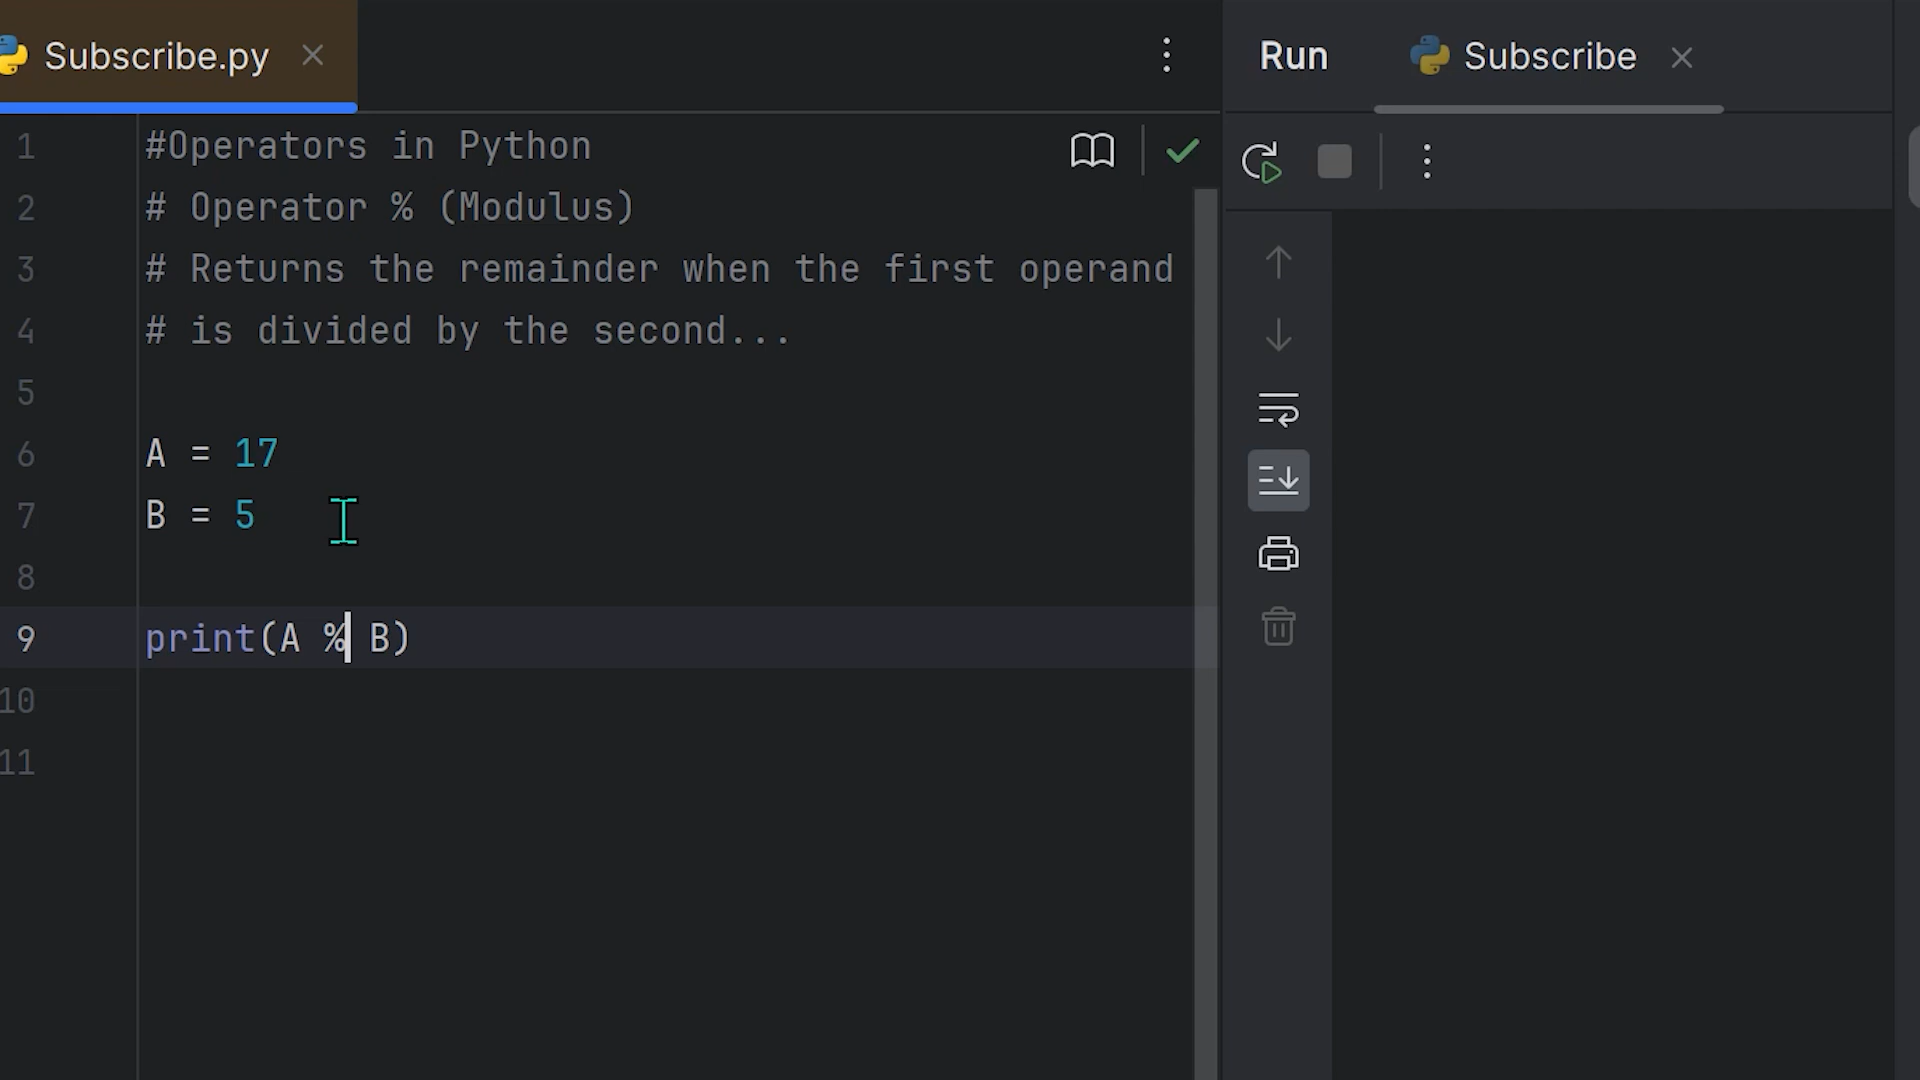 Subscribe.py
Run Subscribe
1 #Operators in Python
2 # Operator % (Modulus)
3 # Returns the remainder when the first operand
4 # is divided by the second...
5
6 A = 17
7 B = 5
8
9 print(A % B)
10
11